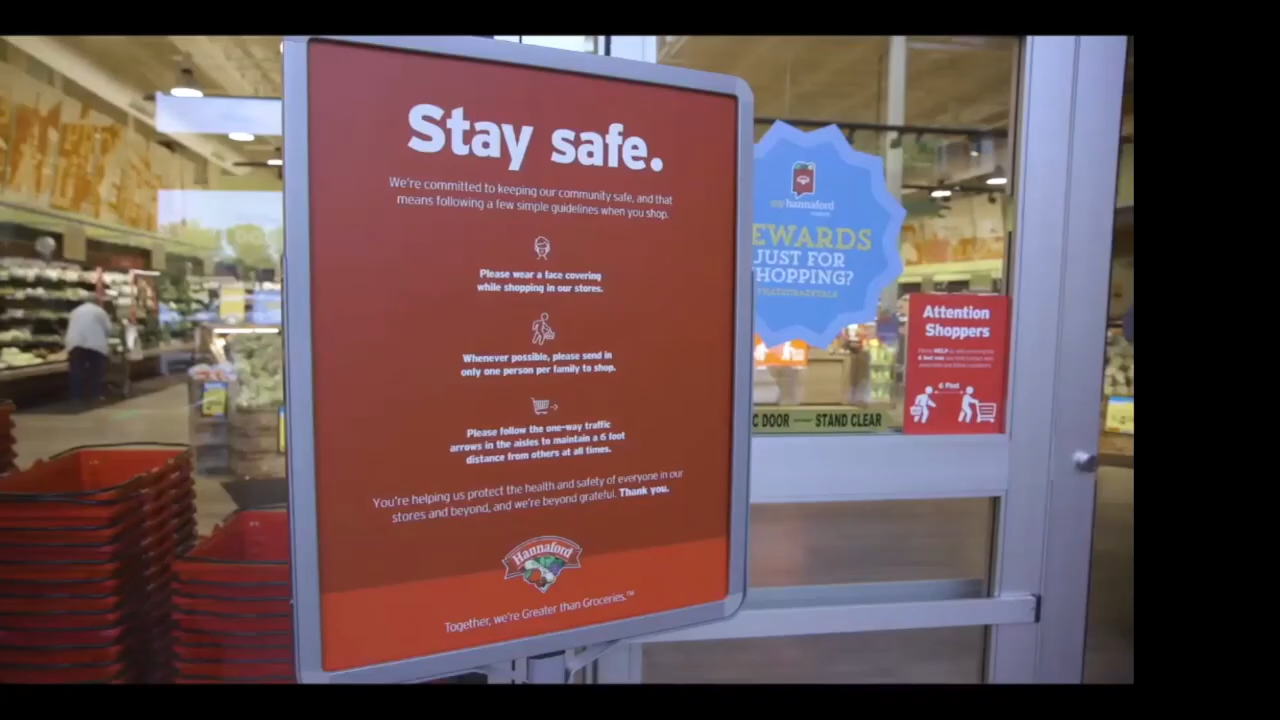 Stay safe.
We're committed to keeping our community safe, and that
means following a few simple guidelines when you shop.
Please wear a face covering
while shopping in our stores.
Whenever possible, please send in
only one person per family to shop.
Please follow the one-way traffic
arrows in the aisles to maintain a 6 foot
distance from others at all times.
You're helping us protect the health and safety of everyone in our
stores and beyond, and we're beyond grateful. Thank you.
Hannaford
Together, we're Greater than Groceries.™
my hannaford
EWARDS
JUST FOR
HOPPING?
Attention
Shoppers
6 Feet
C DOOR
STAND CLEAR